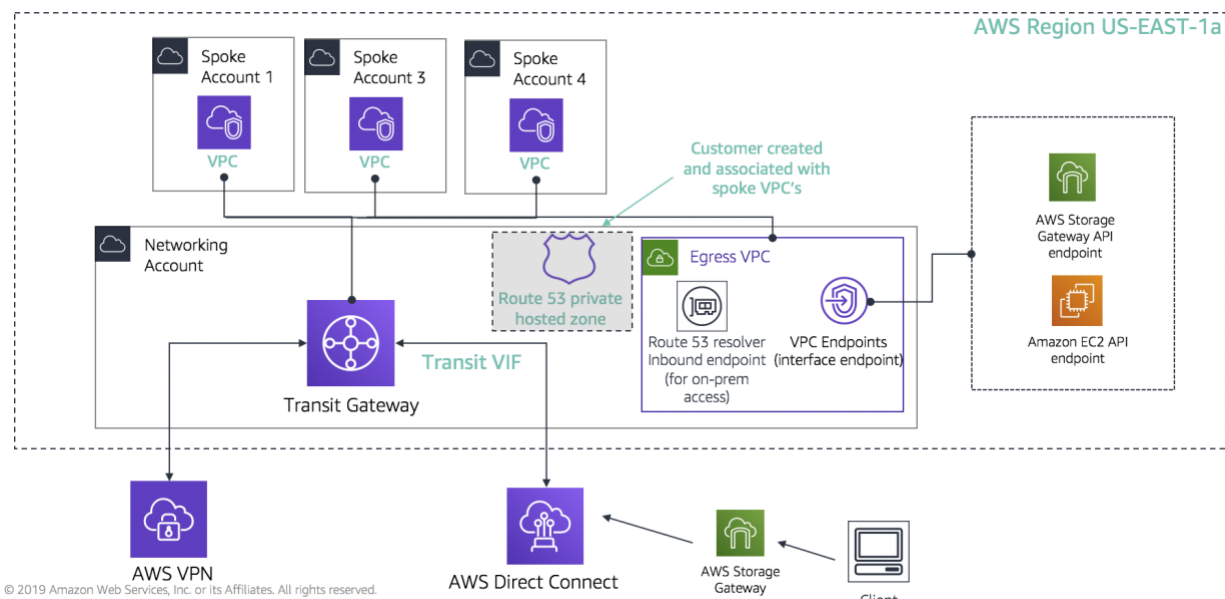 AWS Region US-EAST-1a
Spoke
Account 1
VPC
Spoke
Account 3
VPC
Spoke
Account 4
VPC
Customer created
and associated with
spoke VPC's
AWS Storage
Gateway API
endpoint
Amazon EC2 API
endpoint
Networking
Account
Route 53 private
hosted zone
Egress VPC
Route 53 resolver
Inbound endpoint
(for on-prem
access)
VPC Endpoints
(interface endpoint)
Transit VIF
Transit Gateway
AWS VPN
AWS Direct Connect
AWS Storage
Gateway
Client
© 2019 Amazon Web Services, Inc. or its Affiliates. All rights reserved.